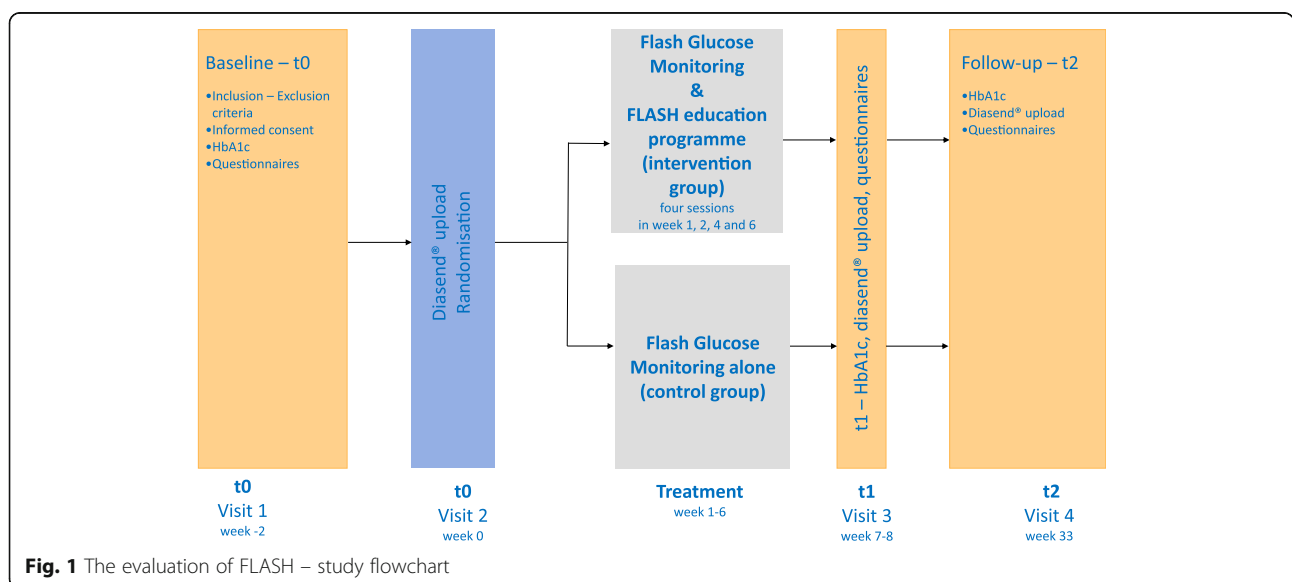 Baseline – t0
•Inclusion – Exclusion
criteria
•Informed consent
•HbA1c
•Questionnaires
Diasend® upload
Randomisation
Flash Glucose
Monitoring
&
FLASH education
programme
(intervention
group)
four sessions
in week 1, 2, 4 and 6
Flash Glucose
Monitoring alone
(control group)
t1 – HbA1c, diasend® upload, questionnaires
Follow-up – t2
•HbA1c
•Diasend® upload
•Questionnaires
t0
Visit 1
week -2
t0
Visit 2
week 0
Treatment
week 1-6
t1
Visit 3
week 7-8
t2
Visit 4
week 33
Fig. 1 The evaluation of FLASH – study flowchart